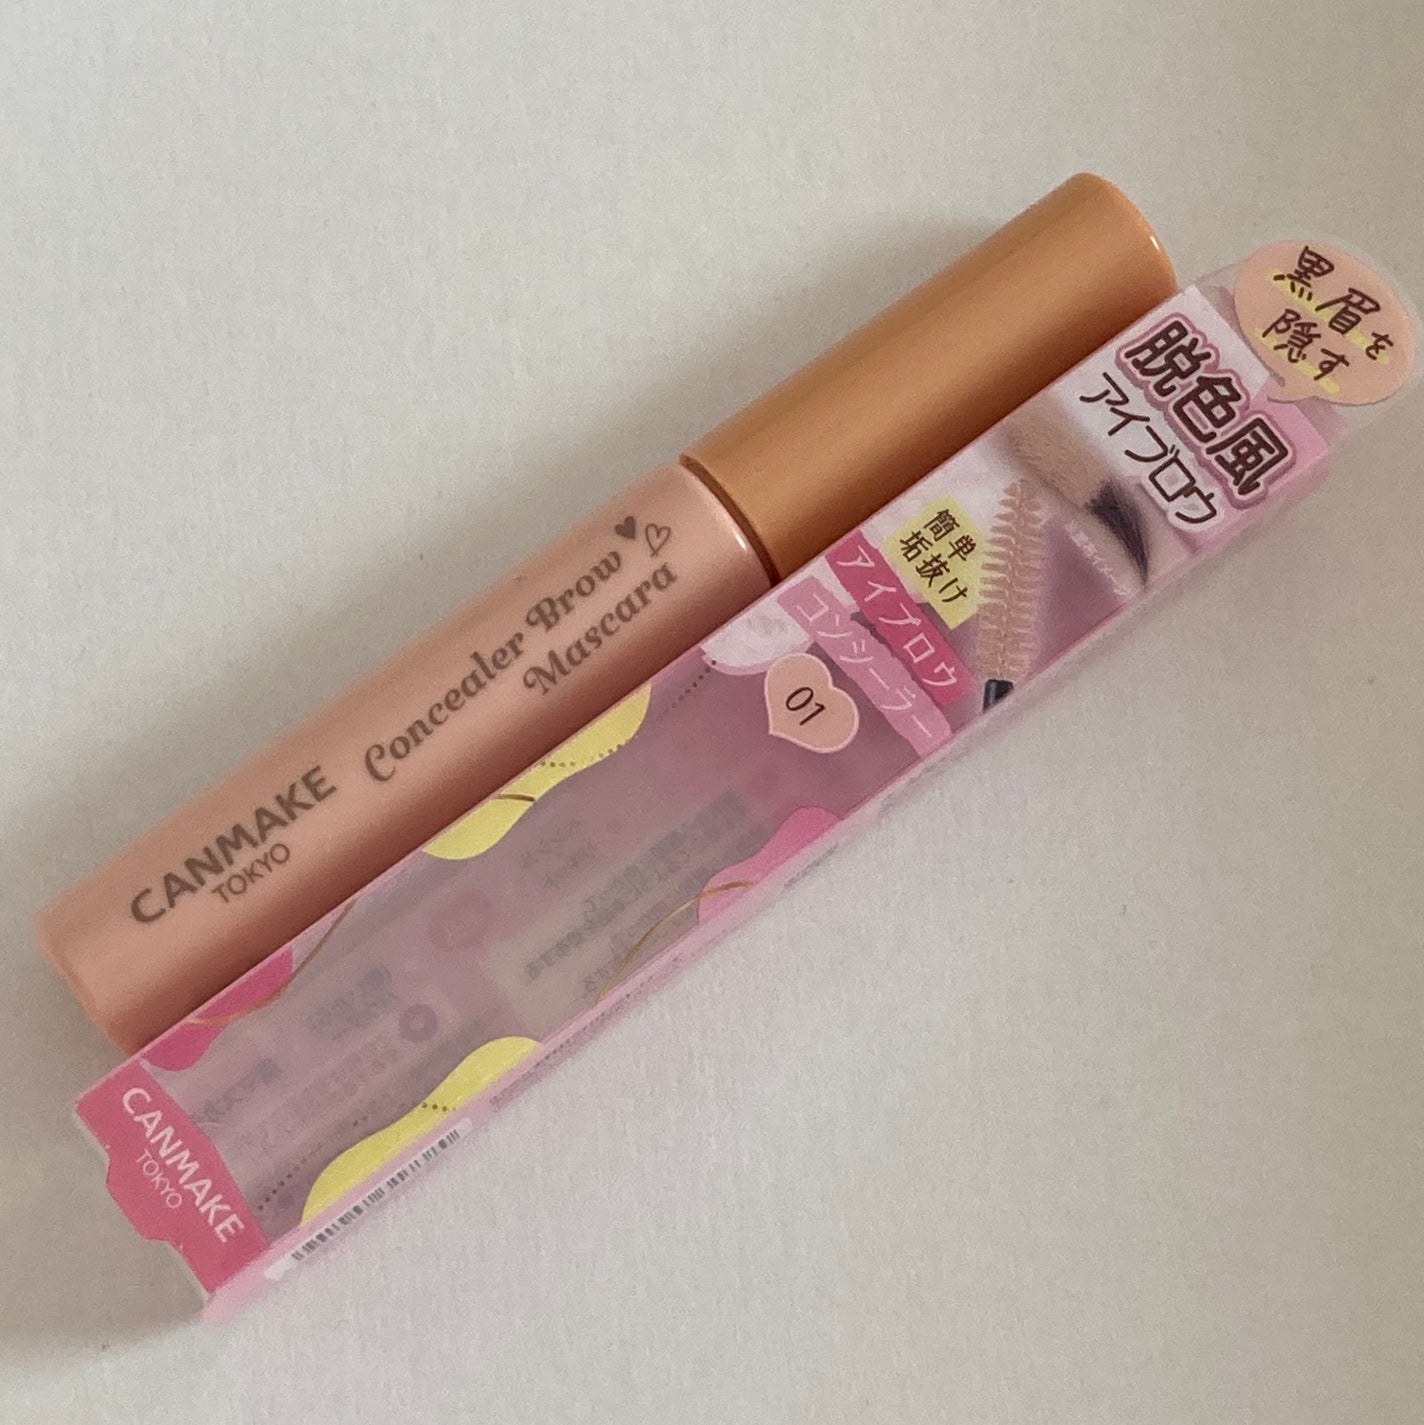 黒眉を
隠す
脱色風
アイブロウ
簡単
垢抜け
アイブロウ
コンシーラー
01
Concealer Brow
Mascara
CANMAKE
TOKYO
CANMAKE
TOKYO